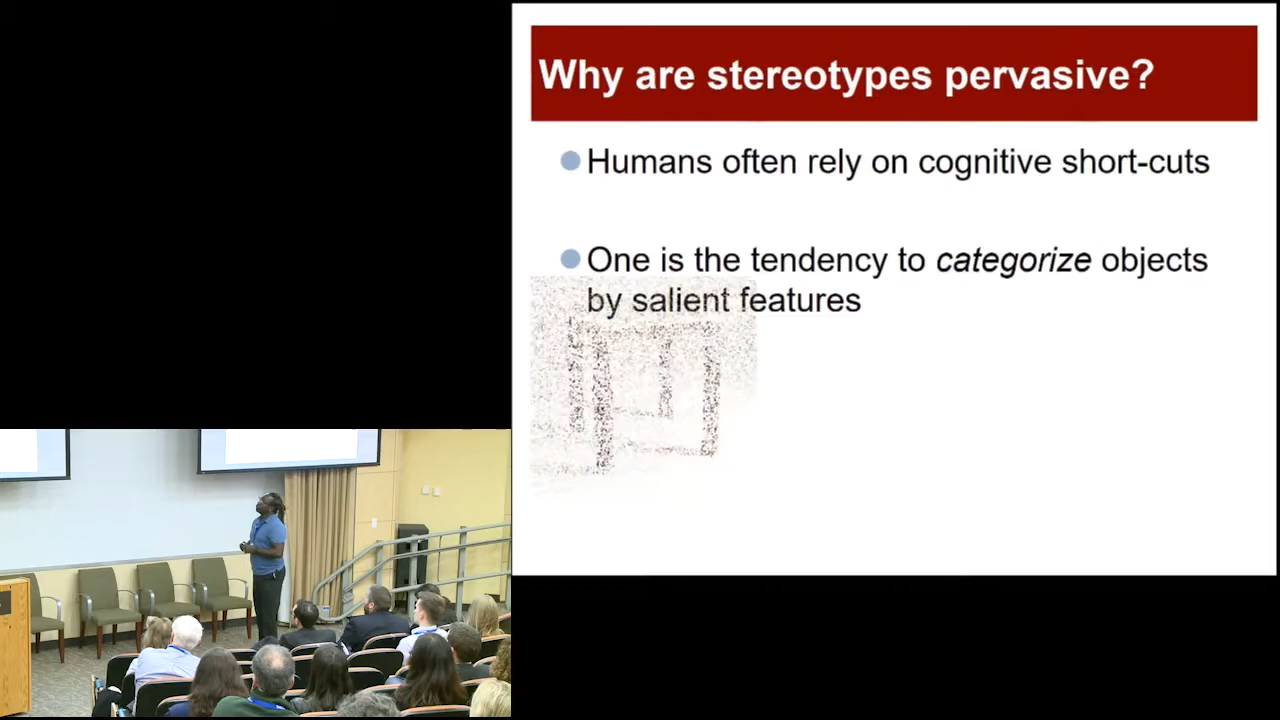 Why are stereotypes pervasive?
Humans often rely on cognitive short-cuts
One is the tendency to categorize objects
by salient features